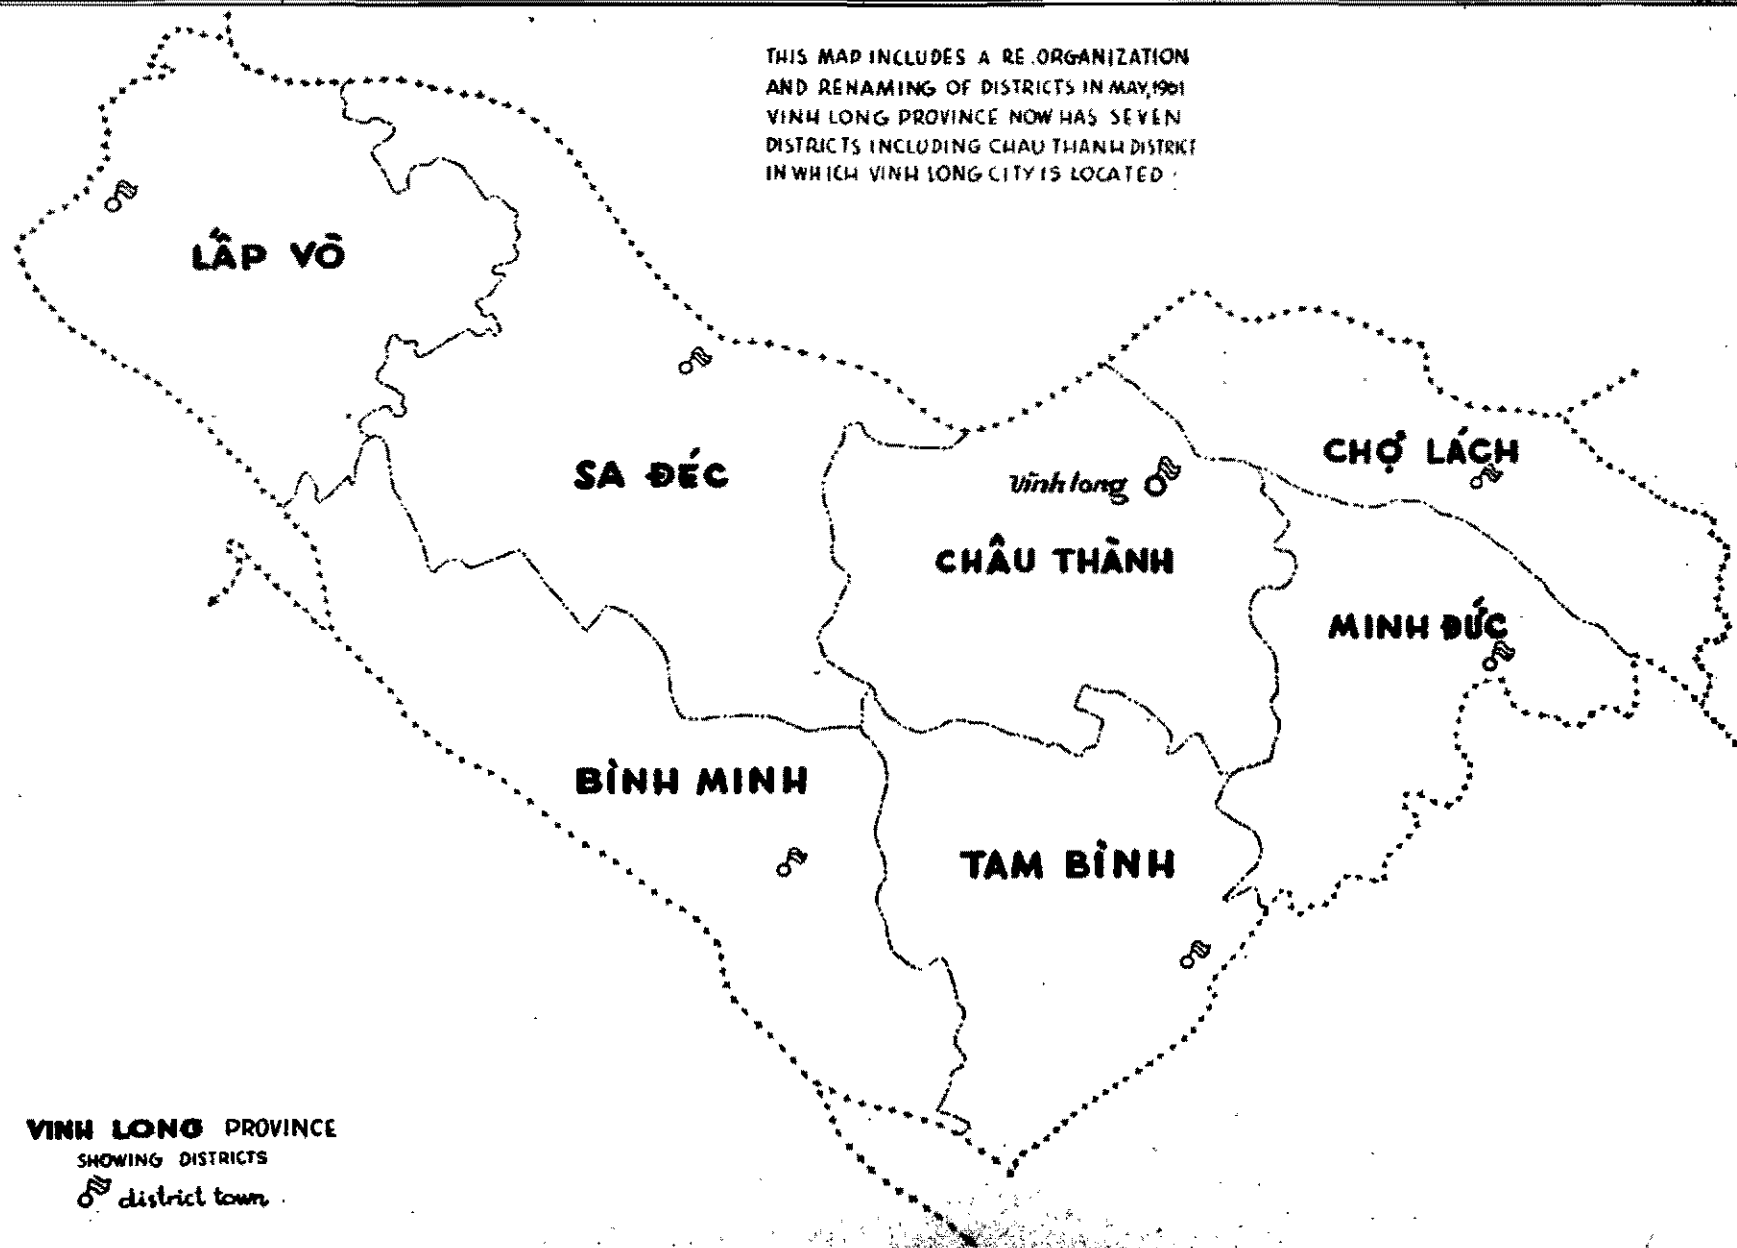 THIS MAP INCLUDES A RE.ORGANIZATION
AND RENAMING OF DISTRICTS IN MAY,1961
VINH LONG PROVINCE NOW HAS SEVEN
DISTRICTS INCLUDING CHAU THANH DISTRICT
IN WHICH VINH LONG CITY IS LOCATED
LẤP VÒ
SA ĐÉC
CHỢ LÁCH
Vĩnh long
CHÂU THÀNH
MINH ĐỨC
BÌNH MINH
TAM BÌNH
VINH LONG PROVINCE
SHOWING DISTRICTS
district town